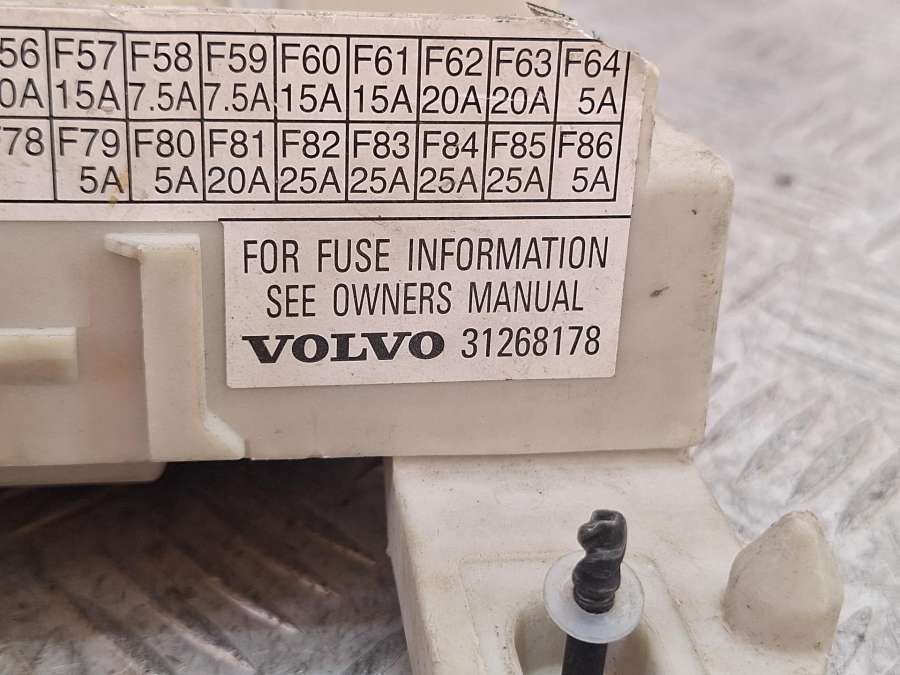 F57 F58 F59 F60 F61 F62 F63 F64
15A 7.5A 7.5A 15A 15A 20A 20A 5A
F79 F80 F81 F82 F83 F84 F85 F86
5A 5A 20A 25A 25A 25A 25A 5A
FOR FUSE INFORMATION
SEE OWNERS MANUAL
VOLVO 31268178